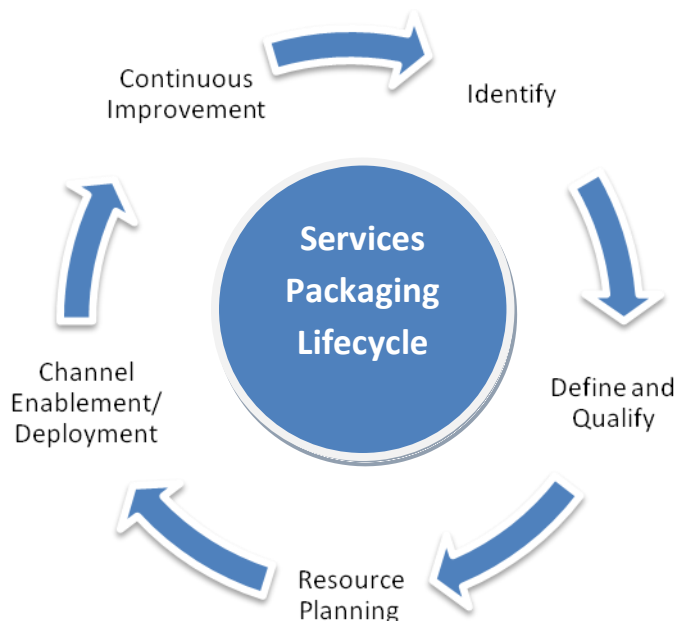 Continuous
Improvement
Identify
Services
Packaging
Lifecycle
Channel
Enablement/
Deployment
Define and
Qualify
Resource
Planning